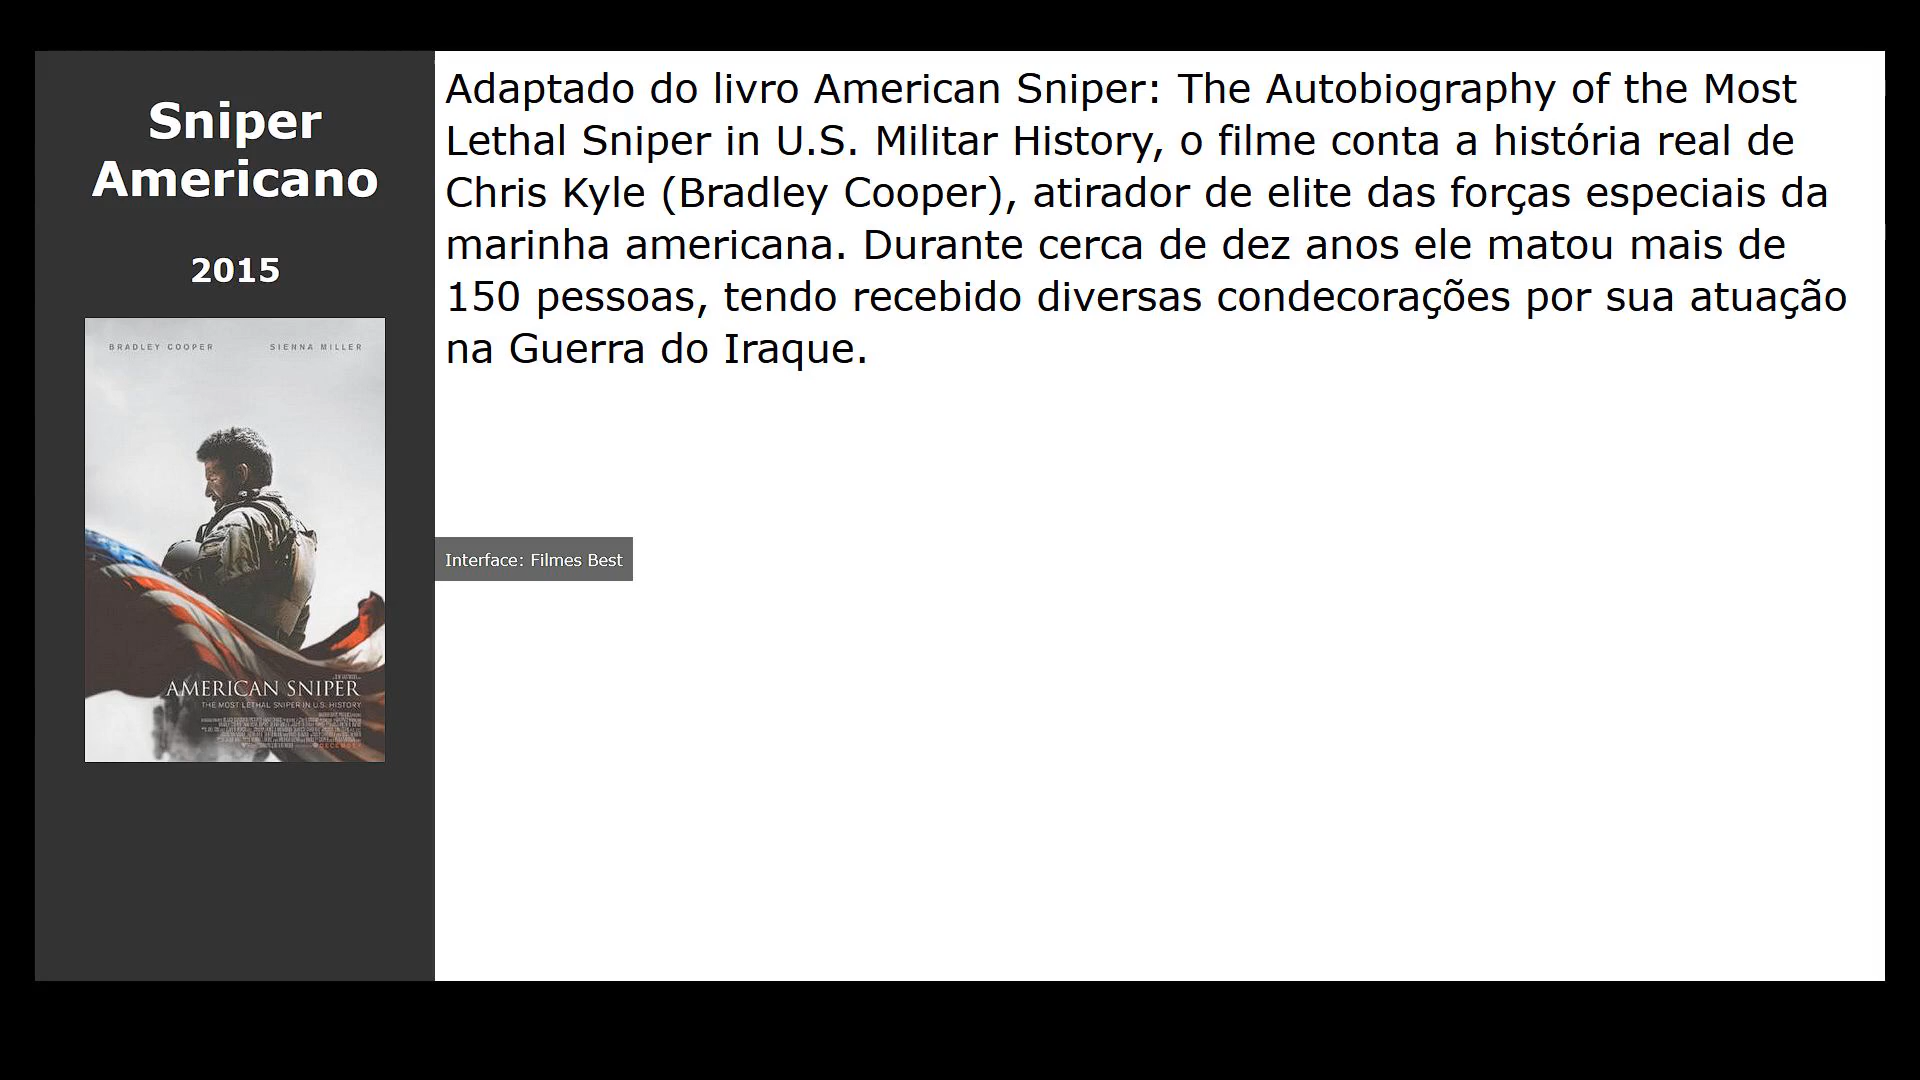 Sniper
Americano
2015
BRADLEY COOPER SIENNA MILLER
AMERICAN SNIPER
THE MOST LETHAL SNIPER IN U.S. HISTORY
DECEMBER
Adaptado do livro American Sniper: The Autobiography of the Most
Lethal Sniper in U.S. Militar History, o filme conta a história real de
Chris Kyle (Bradley Cooper), atirador de elite das forças especiais da
marinha americana. Durante cerca de dez anos ele matou mais de
150 pessoas, tendo recebido diversas condecorações por sua atuação
na Guerra do Iraque.
Interface: Filmes Best